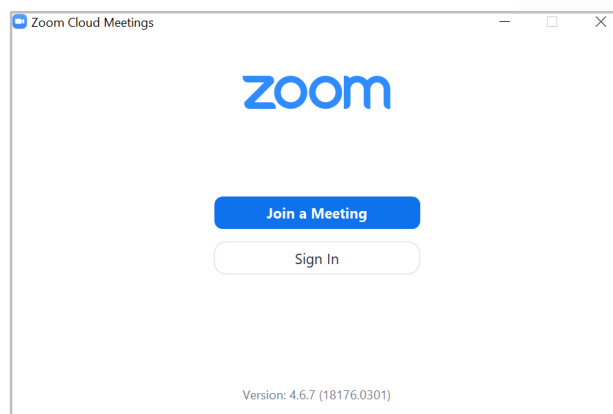 Zoom Cloud Meetings
zoom
Join a Meeting
Sign In
Version: 4.6.7 (18176.0301)